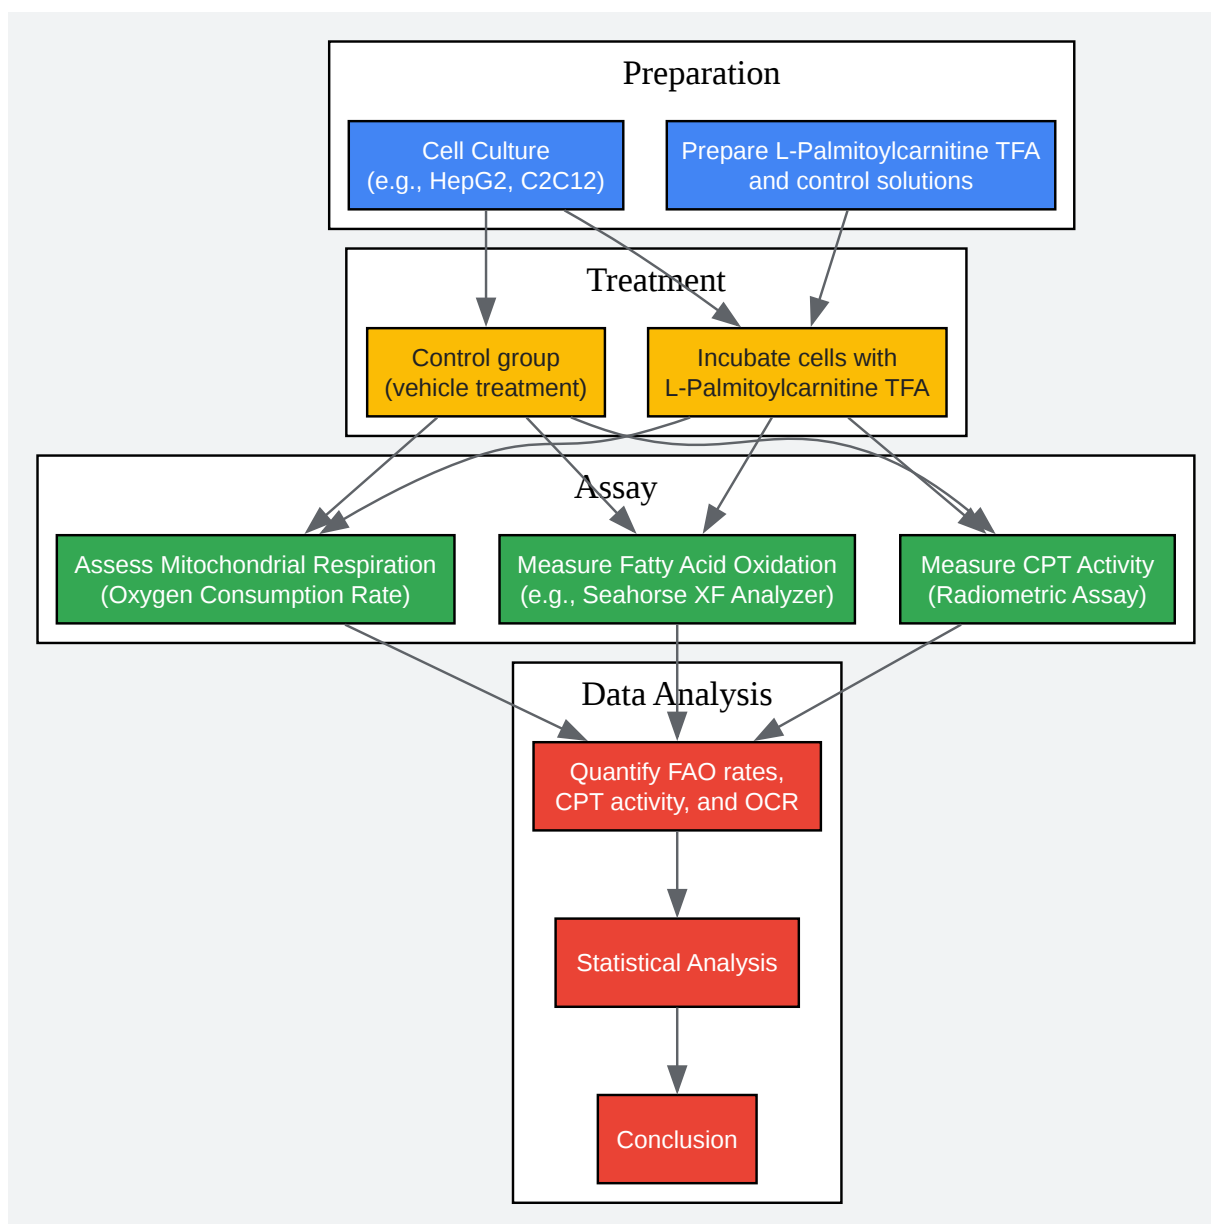 Preparation
Cell Culture
(e.g., HepG2, C2C12)
Prepare L-Palmitoylcarnitine TFA
and control solutions
Treatment
Control group
(vehicle treatment)
Incubate cells with
L-Palmitoylcarnitine TFA
Assay
Assess Mitochondrial Respiration
(Oxygen Consumption Rate)
Measure Fatty Acid Oxidation
(e.g., Seahorse XF Analyzer)
Measure CPT Activity
(Radiometric Assay)
Data Analysis
Quantify FAO rates,
CPT activity, and OCR
Statistical Analysis
Conclusion